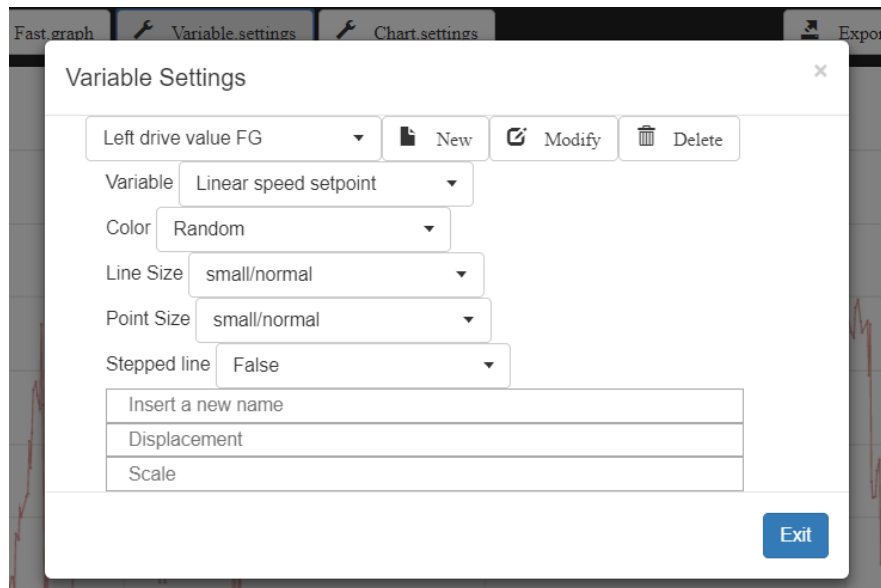 Fast.graph Variable.settings Chart.settings
Variable Settings ×
Left drive value FG New Modify Delete
Variable Linear speed setpoint
Color Random
Line Size small/normal
Point Size small/normal
Stepped line False
Insert a new name
Displacement
Scale
Exit